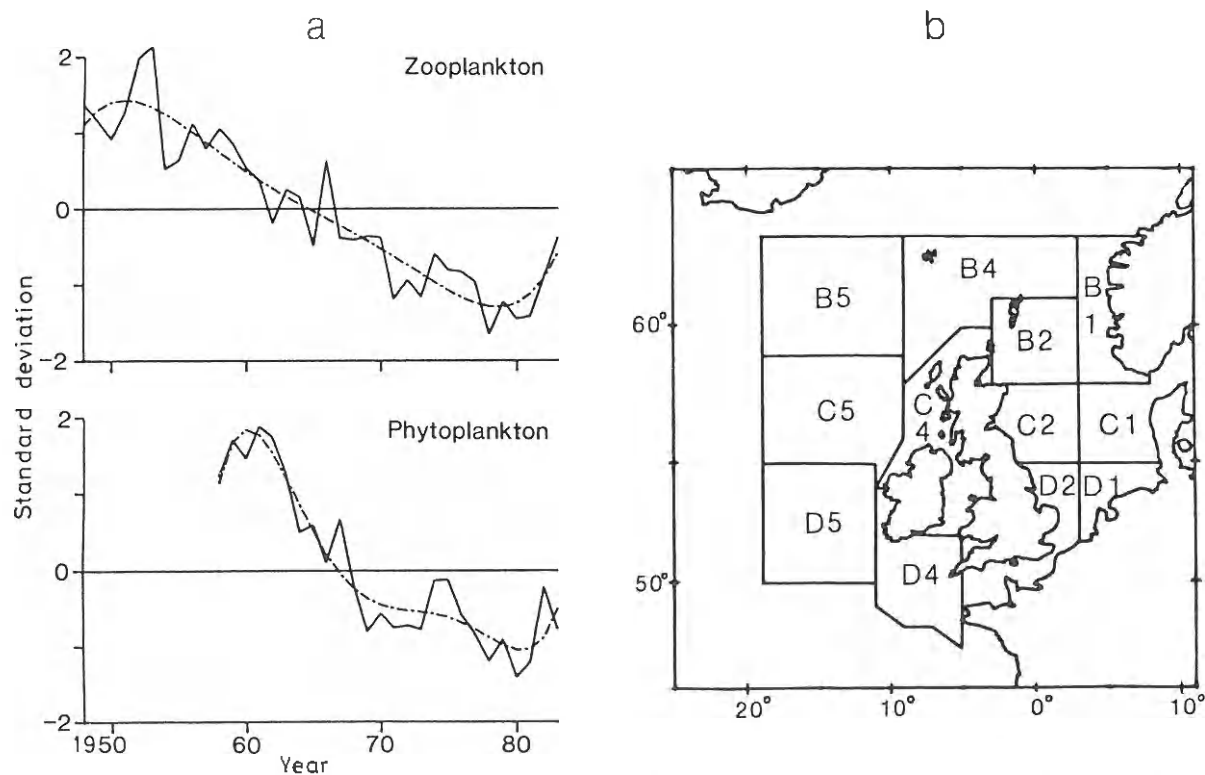 a
2
Zooplankton
0
-2
Standard deviation
2
Phytoplankton
0
-2
1950
60
70
80
Year
b
B5
B4
B
1
B2
C5
C
4
C2
C1
D5
D4
D2
D1
60°
50°
20°
10°
0°
10°